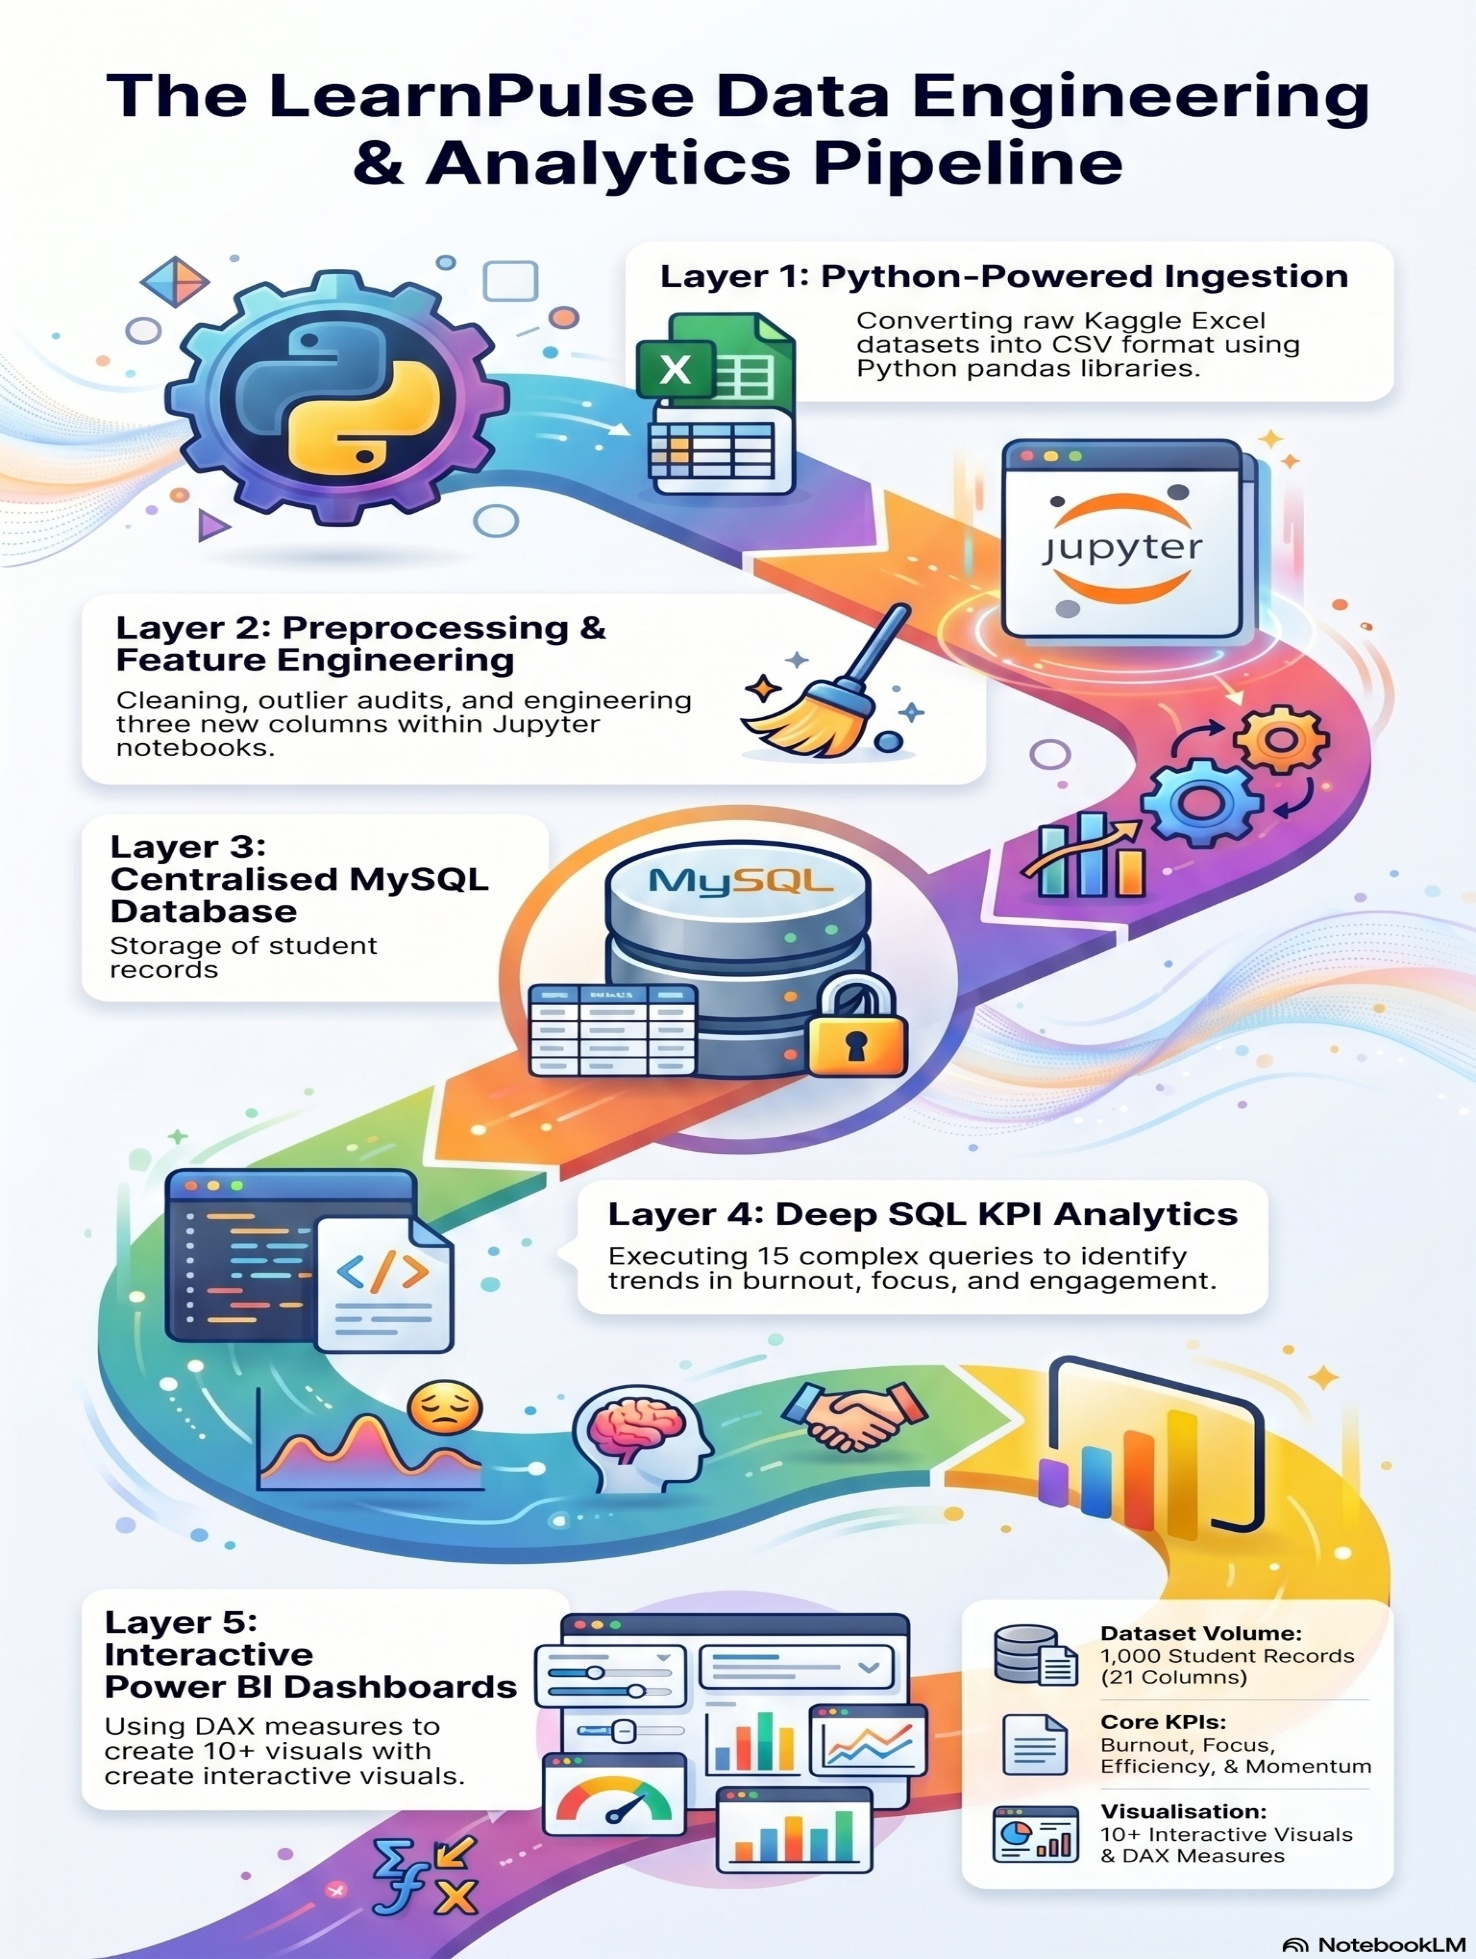 The LearnPulse Data Engineering
& Analytics Pipeline
Layer 1: Python-Powered Ingestion
Converting raw Kaggle Excel
datasets into CSV format using
Python pandas libraries.
X
jupyter
Layer 2: Preprocessing &
Feature Engineering
Cleaning, outlier audits, and engineering
three new columns within Jupyter
notebooks.
Layer 3:
Centralised MySQL
Database
Storage of student
records
MySQL
</>
Layer 4: Deep SQL KPI Analytics
Executing 15 complex queries to identify
trends in burnout, focus, and engagement.
Layer 5:
Interactive
Power BI Dashboards
Using DAX measures to
create 10+ visuals with
create interactive visuals.
Dataset Volume:
1,000 Student Records
(21 Columns)
Core KPIs:
Burnout, Focus,
Efficiency, & Momentum
Visualisation:
10+ Interactive Visuals
& DAX Measures
NotebookLM